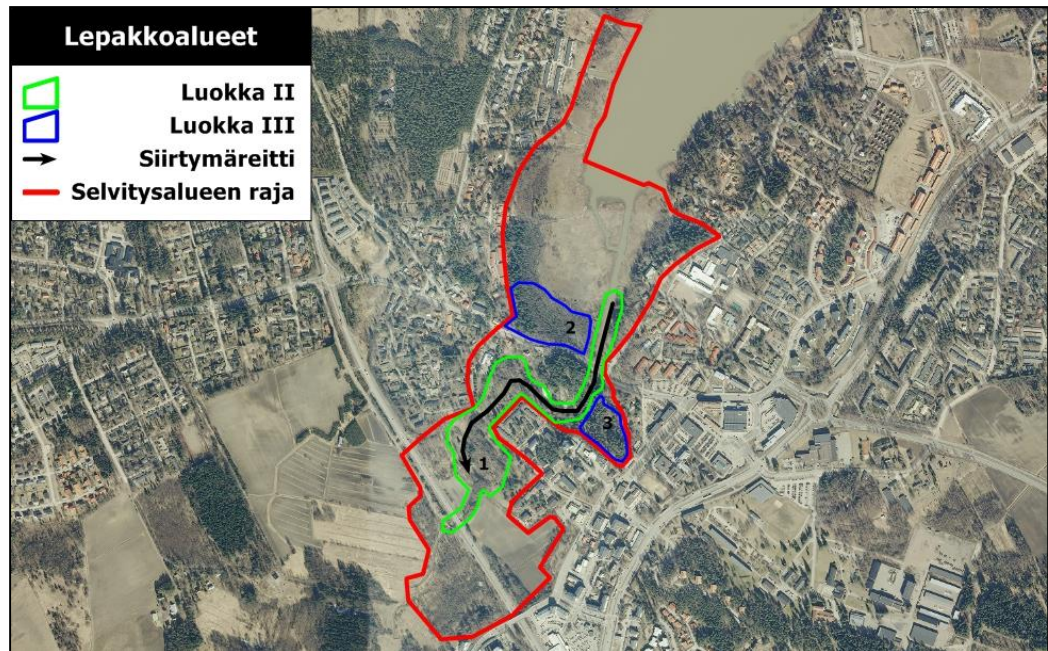 Lepakkoalueet
Luokka II
Luokka III
Siirtymäreitti
Selvitysalueen raja
2
3
1